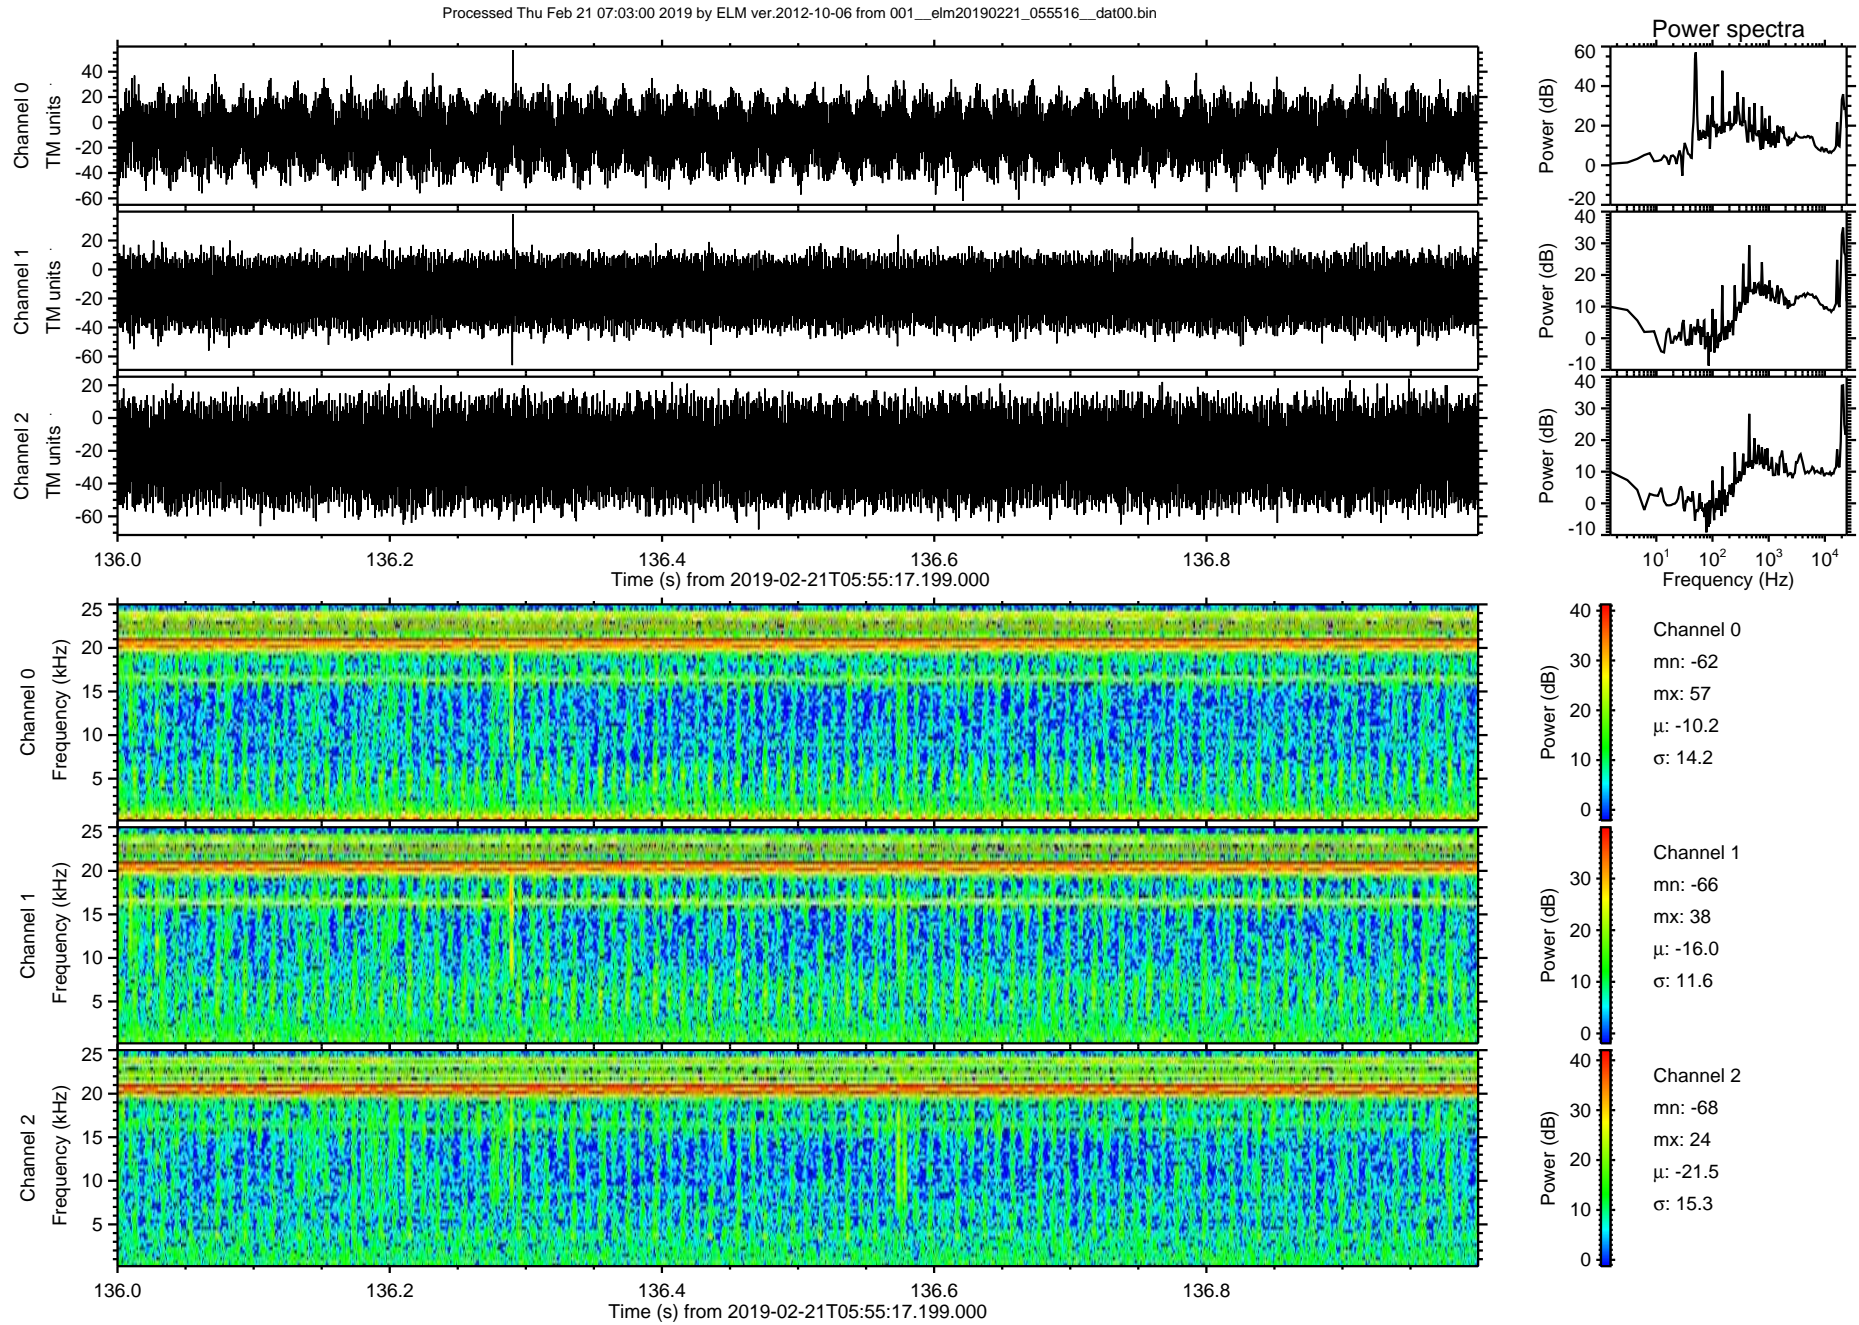 Processed Thu Feb 21 07:03:00 2019 by ELM ver.2012-10-06 from 001__elm20190221_055516__dat00.bin
Power spectra
Channel 0
TM units
40
20
0
-20
-40
-60
Power (dB)
60
40
20
0
-20
Channel 1
TM units
20
0
-20
-40
-60
Power (dB)
40
30
20
10
0
-10
Channel 2
TM units
20
0
-20
-40
-60
Power (dB)
40
30
20
10
0
-10
136.0 136.2 136.4 136.6 136.8
Time (s) from 2019-02-21T05:55:17.199.000
10¹ 10² 10³ 10⁴
Frequency (Hz)
Channel 0
Frequency (kHz)
25
20
15
10
5
Power (dB)
40
30
20
10
0
Channel 0
mn: -62
mx: 57
μ: -10.2
σ: 14.2
Channel 1
Frequency (kHz)
25
20
15
10
5
Power (dB)
30
20
10
0
Channel 1
mn: -66
mx: 38
μ: -16.0
σ: 11.6
Channel 2
Frequency (kHz)
25
20
15
10
5
Power (dB)
40
30
20
10
0
Channel 2
mn: -68
mx: 24
μ: -21.5
σ: 15.3
136.0 136.2 136.4 136.6 136.8
Time (s) from 2019-02-21T05:55:17.199.000